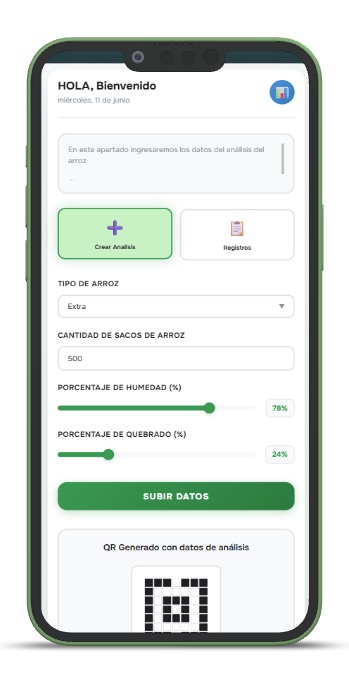 HOLA, Bienvenido
miércoles, 11 de junio
En este apartado ingresaremos los datos del análisis del
arroz
Crear Analisis
Registros
TIPO DE ARROZ
Extra
CANTIDAD DE SACOS DE ARROZ
500
PORCENTAJE DE HUMEDAD (%)
78%
PORCENTAJE DE QUEBRADO (%)
24%
SUBIR DATOS
QR Generado con datos de análisis